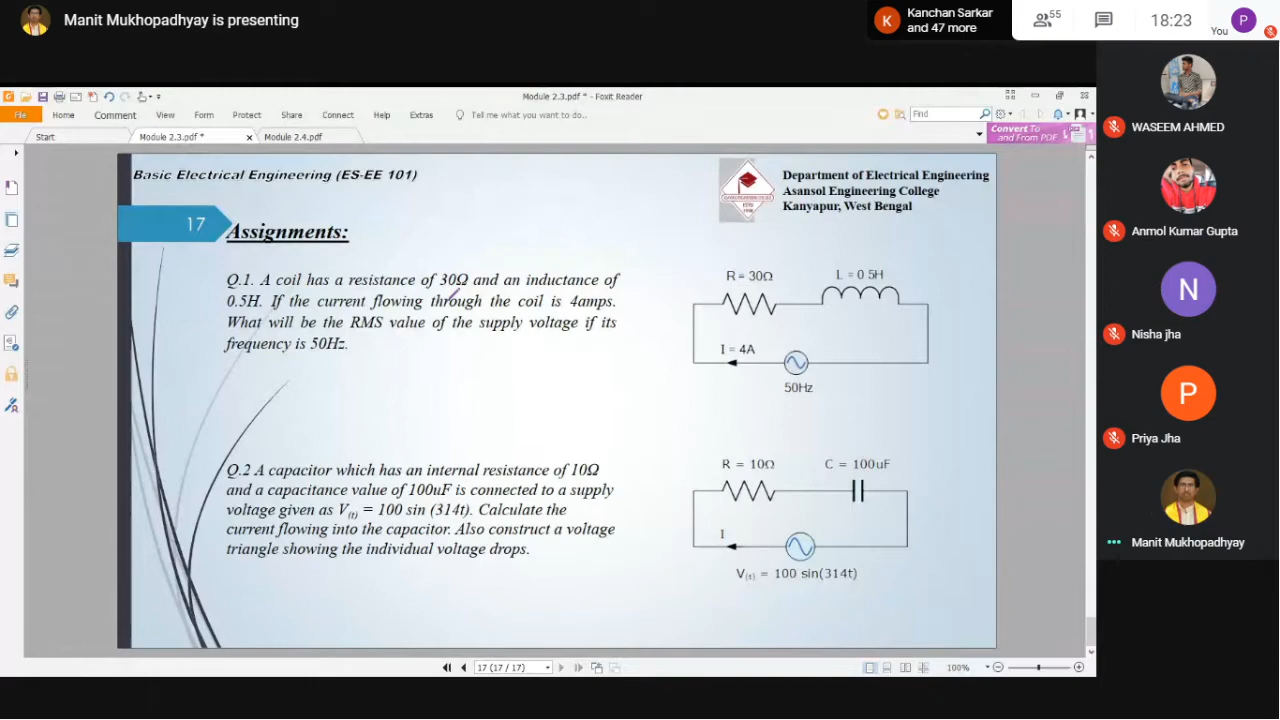 Manit Mukhopadhyay is presenting
K
Kanchan Sarkar
and 47 more
55
18:23
You
P
Module 2.3.pdf * - Foxit Reader
File
Home
Comment
View
Form
Protect
Share
Connect
Help
Extras
Tell me what you want to do..
Find
Start
Module 2.3.pdf *
Module 2.4.pdf
Convert To
and From PDF
Basic Electrical Engineering (ES-EE 101)
Department of Electrical Engineering
Asansol Engineering College
Kanyapur, West Bengal
17
Assignments:
Q.1. A coil has a resistance of 30Ω and an inductance of
0.5H. If the current flowing through the coil is 4amps.
What will be the RMS value of the supply voltage if its
frequency is 50Hz.
R = 30Ω
L = 0.5H
I = 4A
50Hz
Q.2 A capacitor which has an internal resistance of 10Ω
and a capacitance value of 100uF is connected to a supply
voltage given as V(t) = 100 sin (314t). Calculate the
current flowing into the capacitor. Also construct a voltage
triangle showing the individual voltage drops.
R = 10Ω
C = 100uF
I
V(t) = 100 sin(314t)
17 (17 / 17)
100%
WASEEM AHMED
Anmol Kumar Gupta
N
Nisha jha
P
Priya Jha
Manit Mukhopadhyay